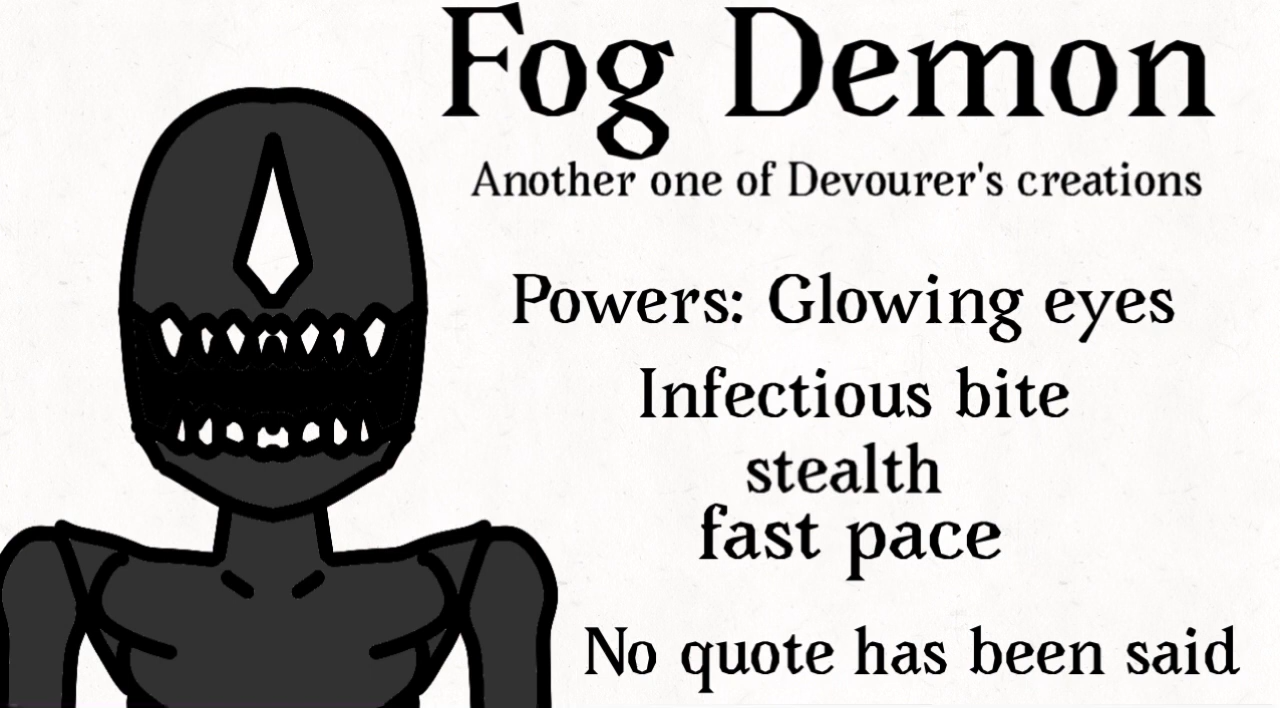 Fog Demon
Another one of Devourer's creations
Powers: Glowing eyes
Infectious bite
stealth
fast pace
No quote has been said